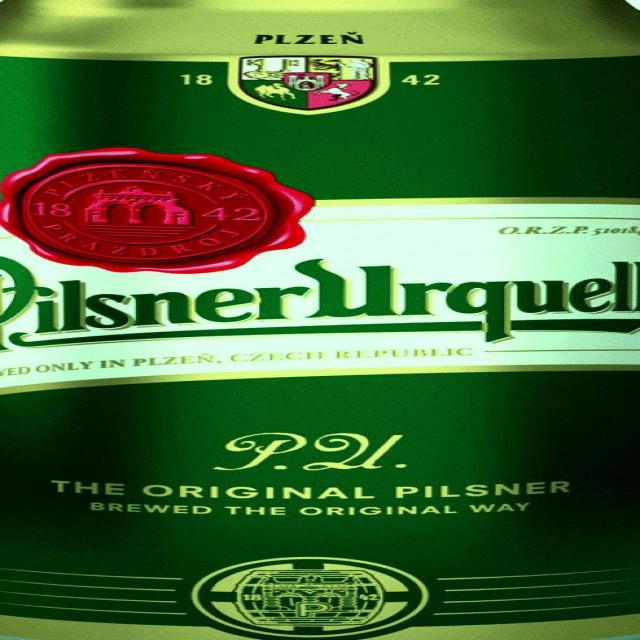 PLZEŇ
18 42
PLZEŇSKÝ
18 42
PRAZDROJ
O.R.Z.P.
Pilsner Urquell
WED ONLY IN PLZEŇ, CZECH REPUBLIC
P.U.
THE ORIGINAL PILSNER
BREWED THE ORIGINAL WAY
18 42
P